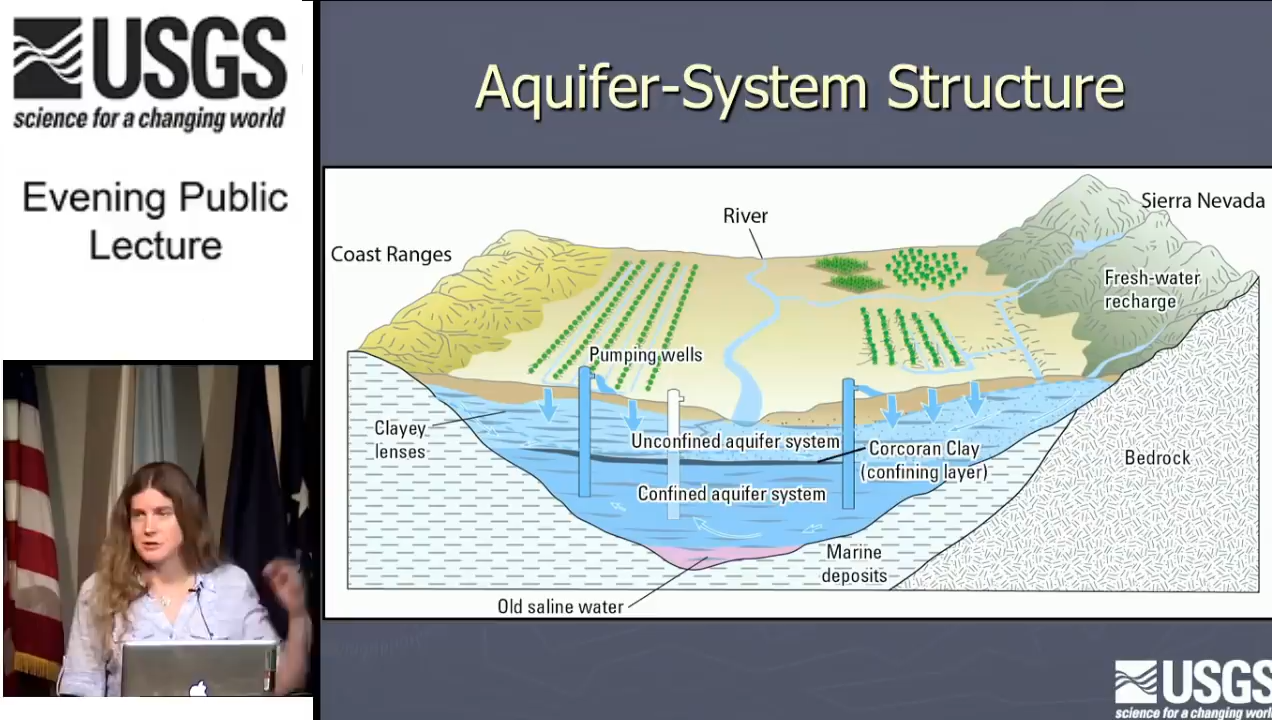 USGS
science for a changing world
Evening Public
Lecture
Aquifer-System Structure
Sierra Nevada
River
Coast Ranges
Fresh-water
recharge
Pumping wells
Clayey
lenses
Unconfined aquifer system
Corcoran Clay
(confining layer)
Bedrock
Confined aquifer system
Marine
deposits
Old saline water
USGS
science for a changing worl